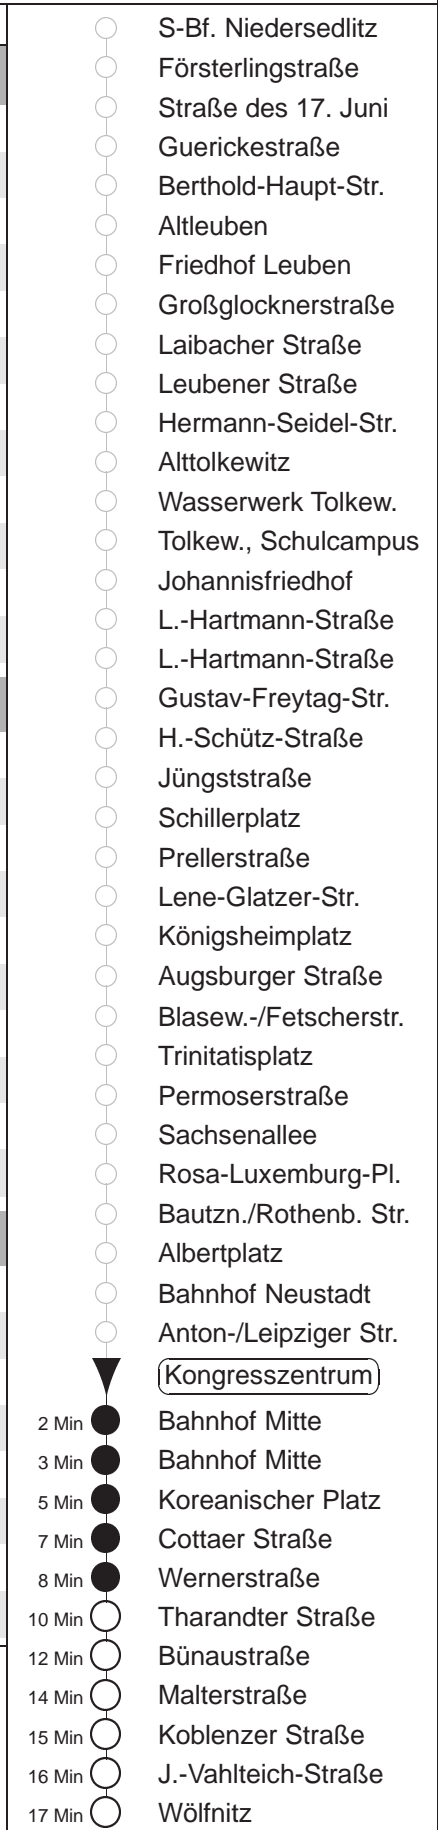 S-Bf. Niedersedlitz
Försterlingstraße
Straße des 17. Juni
Guerickestraße
Berthold-Haupt-Str.
Altleuben
Friedhof Leuben
Großglocknerstraße
Laibacher Straße
Leubener Straße
Hermann-Seidel-Str.
Alttolkewitz
Wasserwerk Tolkew.
Tolkew., Schulcampus
Johannisfriedhof
L.-Hartmann-Straße
L.-Hartmann-Straße
Gustav-Freytag-Str.
H.-Schütz-Straße
Jüngststraße
Schillerplatz
Prellerstraße
Lene-Glatzer-Str.
Königsheimplatz
Augsburger Straße
Blasew.-/Fetscherstr.
Trinitatisplatz
Permoserstraße
Sachsenallee
Rosa-Luxemburg-Pl.
Bautzn./Rothenb. Str.
Albertplatz
Bahnhof Neustadt
Anton-/Leipziger Str.
Kongresszentrum
2 Min Bahnhof Mitte
3 Min Bahnhof Mitte
5 Min Koreanischer Platz
7 Min Cottaer Straße
8 Min Wernerstraße
10 Min Tharandter Straße
12 Min Bünaustraße
14 Min Malterstraße
15 Min Koblenzer Straße
16 Min J.-Vahlteich-Straße
17 Min Wölfnitz